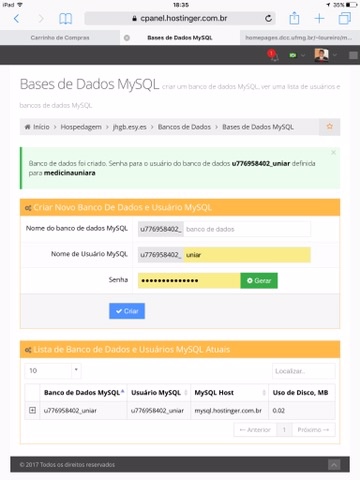 iPad 18:35 35%
cpanel.hostinger.com.br
Carrinho de Compras Bases de Dados MySQL homepages.dcc.ufmg.br/~loureiro/m...
Bases de Dados MySQL criar um banco de dados MySQL, ver uma lista de usuários e
bancos de dados MySQL
Início > Hospedagem > jhgb.esy.es > Bancos de Dados > Bases de Dados MySQL
Banco de dados foi criado. Senha para o usuário do banco de dados u776958402_uniar definida
para medicinauniara
Criar Novo Banco De Dados e Usuário MySQL
Nome do banco de dados MySQL u776958402_ banco de dados
Nome de Usuário MySQL u776958402_ uniar
Senha •••••••••••••• Gerar
Criar
Lista de Banco de Dados e Usuários MySQL Atuais
10 Localizar..
Banco de Dados MySQL Usuário MySQL MySQL Host Uso de Disco, MB
u776958402_uniar u776958402_uniar mysql.hostinger.com.br 0.02
← Anterior 1 Próximo →
© 2017 Todos os direitos reservados